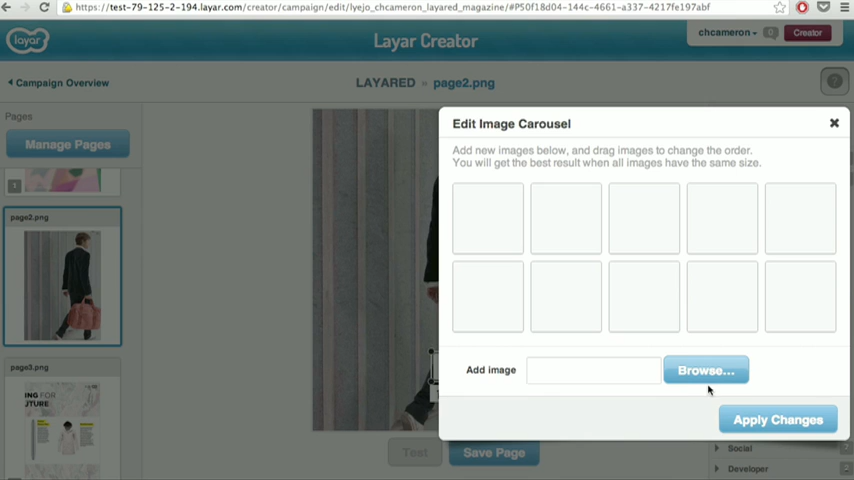 https://test-79-125-2-194.layar.com/creator/campaign/edit/lyejo_chcameron_layared_magazine/#P50f18d04-144c-4661-a337-4217fe197abf
layar
Layar Creator
chcameron
Creator
Campaign Overview
LAYARED » page2.png
?
Pages
Manage Pages
1
page2.png
page3.png
ING FOR
Edit Image Carousel
Add new images below, and drag images to change the order.
You will get the best result when all images have the same size.
Add image
Browse...
Apply Changes
Test
Save Page
Social
Developer